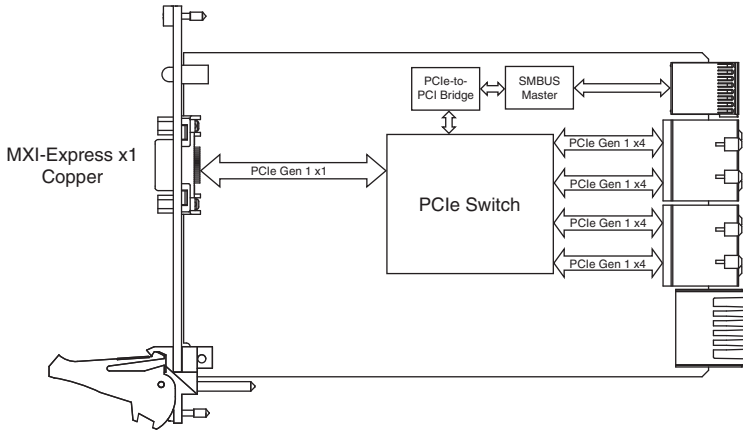 PCIe-to-
PCI Bridge
SMBUS
Master
MXI-Express x1
Copper
PCIe Gen 1 x1
PCIe Switch
PCIe Gen 1 x4
PCIe Gen 1 x4
PCIe Gen 1 x4
PCIe Gen 1 x4